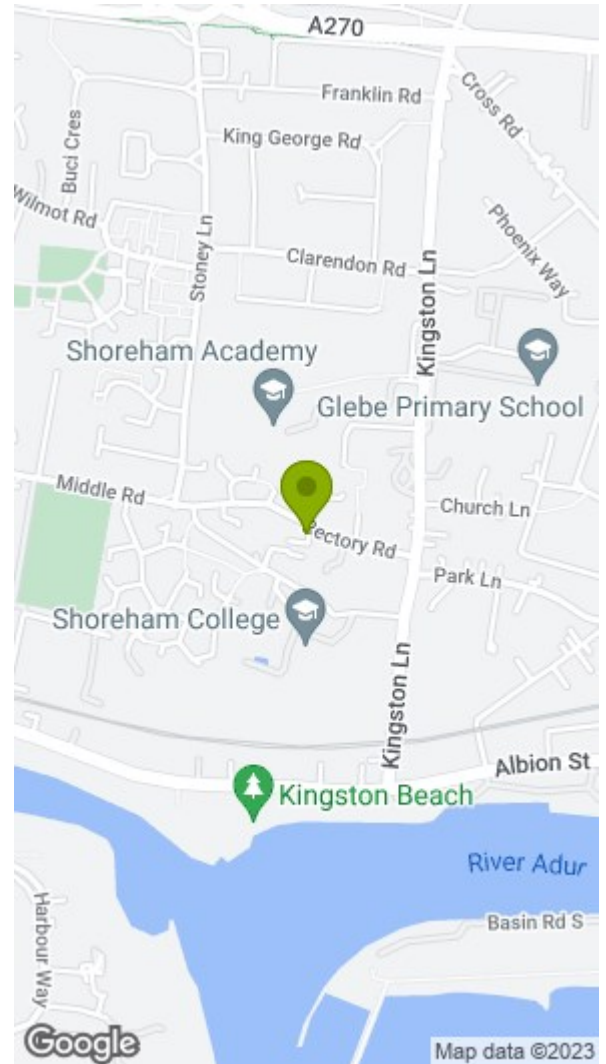 A270
Franklin Rd
Cross Rd
King George Rd
Buci Cres
Wilmot Rd
Stoney Ln
Phoenix Way
Clarendon Rd
Kingston Ln
Shoreham Academy
Glebe Primary School
Middle Rd
Rectory Rd
Church Ln
Park Ln
Shoreham College
Kingston Ln
Albion St
Kingston Beach
River Adur
Harbour Way
Basin Rd S
Google
Map data ©2023